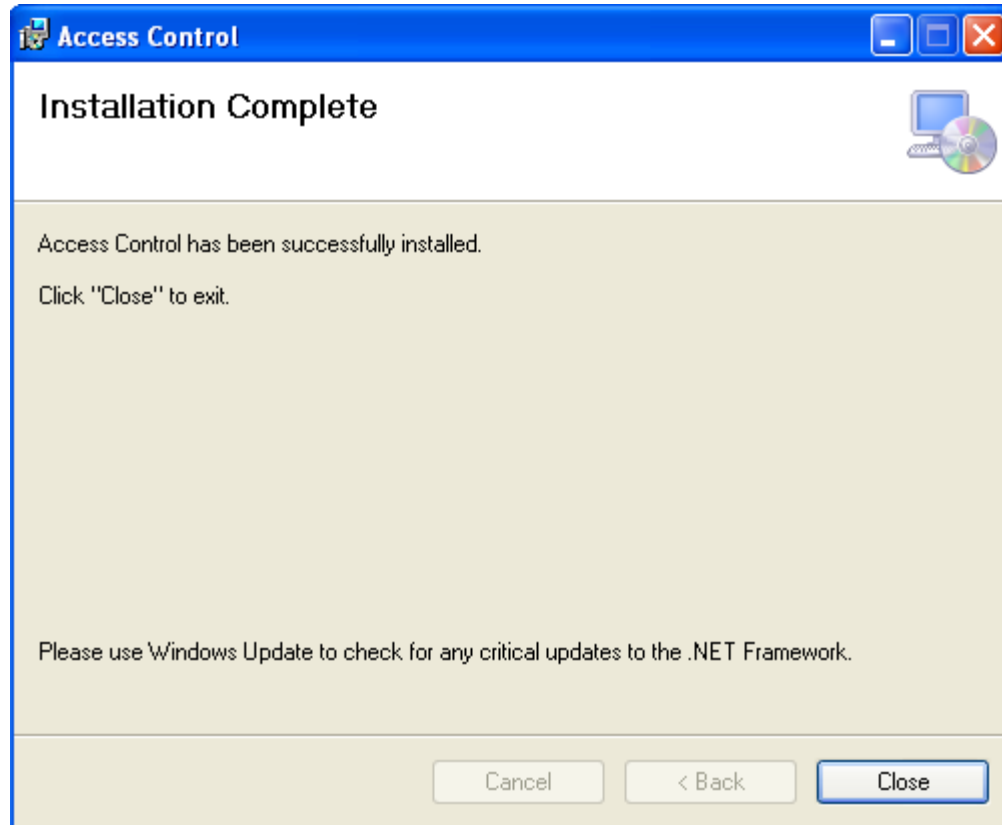 Access Control
Installation Complete
Access Control has been successfully installed.
Click "Close" to exit.
Please use Windows Update to check for any critical updates to the .NET Framework.
Cancel
< Back
Close